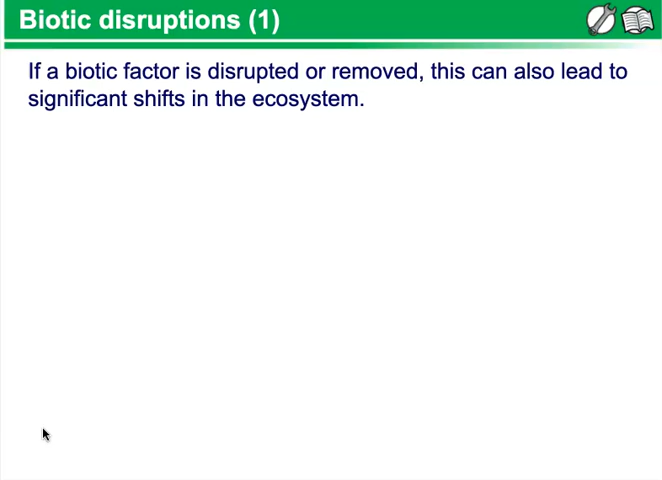 Biotic disruptions (1)
If a biotic factor is disrupted or removed, this can also lead to
significant shifts in the ecosystem.